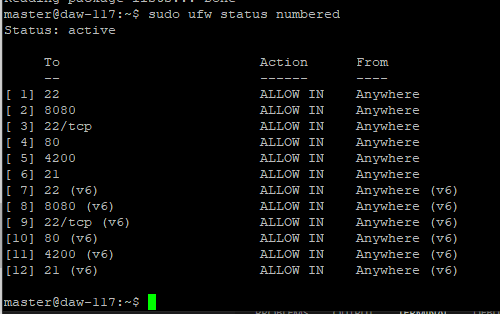 Reading package lists... Done
master@daw-117:~$ sudo ufw status numbered
Status: active
To Action From
-- ------ ----
[ 1] 22 ALLOW IN Anywhere
[ 2] 8080 ALLOW IN Anywhere
[ 3] 22/tcp ALLOW IN Anywhere
[ 4] 80 ALLOW IN Anywhere
[ 5] 4200 ALLOW IN Anywhere
[ 6] 21 ALLOW IN Anywhere
[ 7] 22 (v6) ALLOW IN Anywhere (v6)
[ 8] 8080 (v6) ALLOW IN Anywhere (v6)
[ 9] 22/tcp (v6) ALLOW IN Anywhere (v6)
[10] 80 (v6) ALLOW IN Anywhere (v6)
[11] 4200 (v6) ALLOW IN Anywhere (v6)
[12] 21 (v6) ALLOW IN Anywhere (v6)
master@daw-117:~$